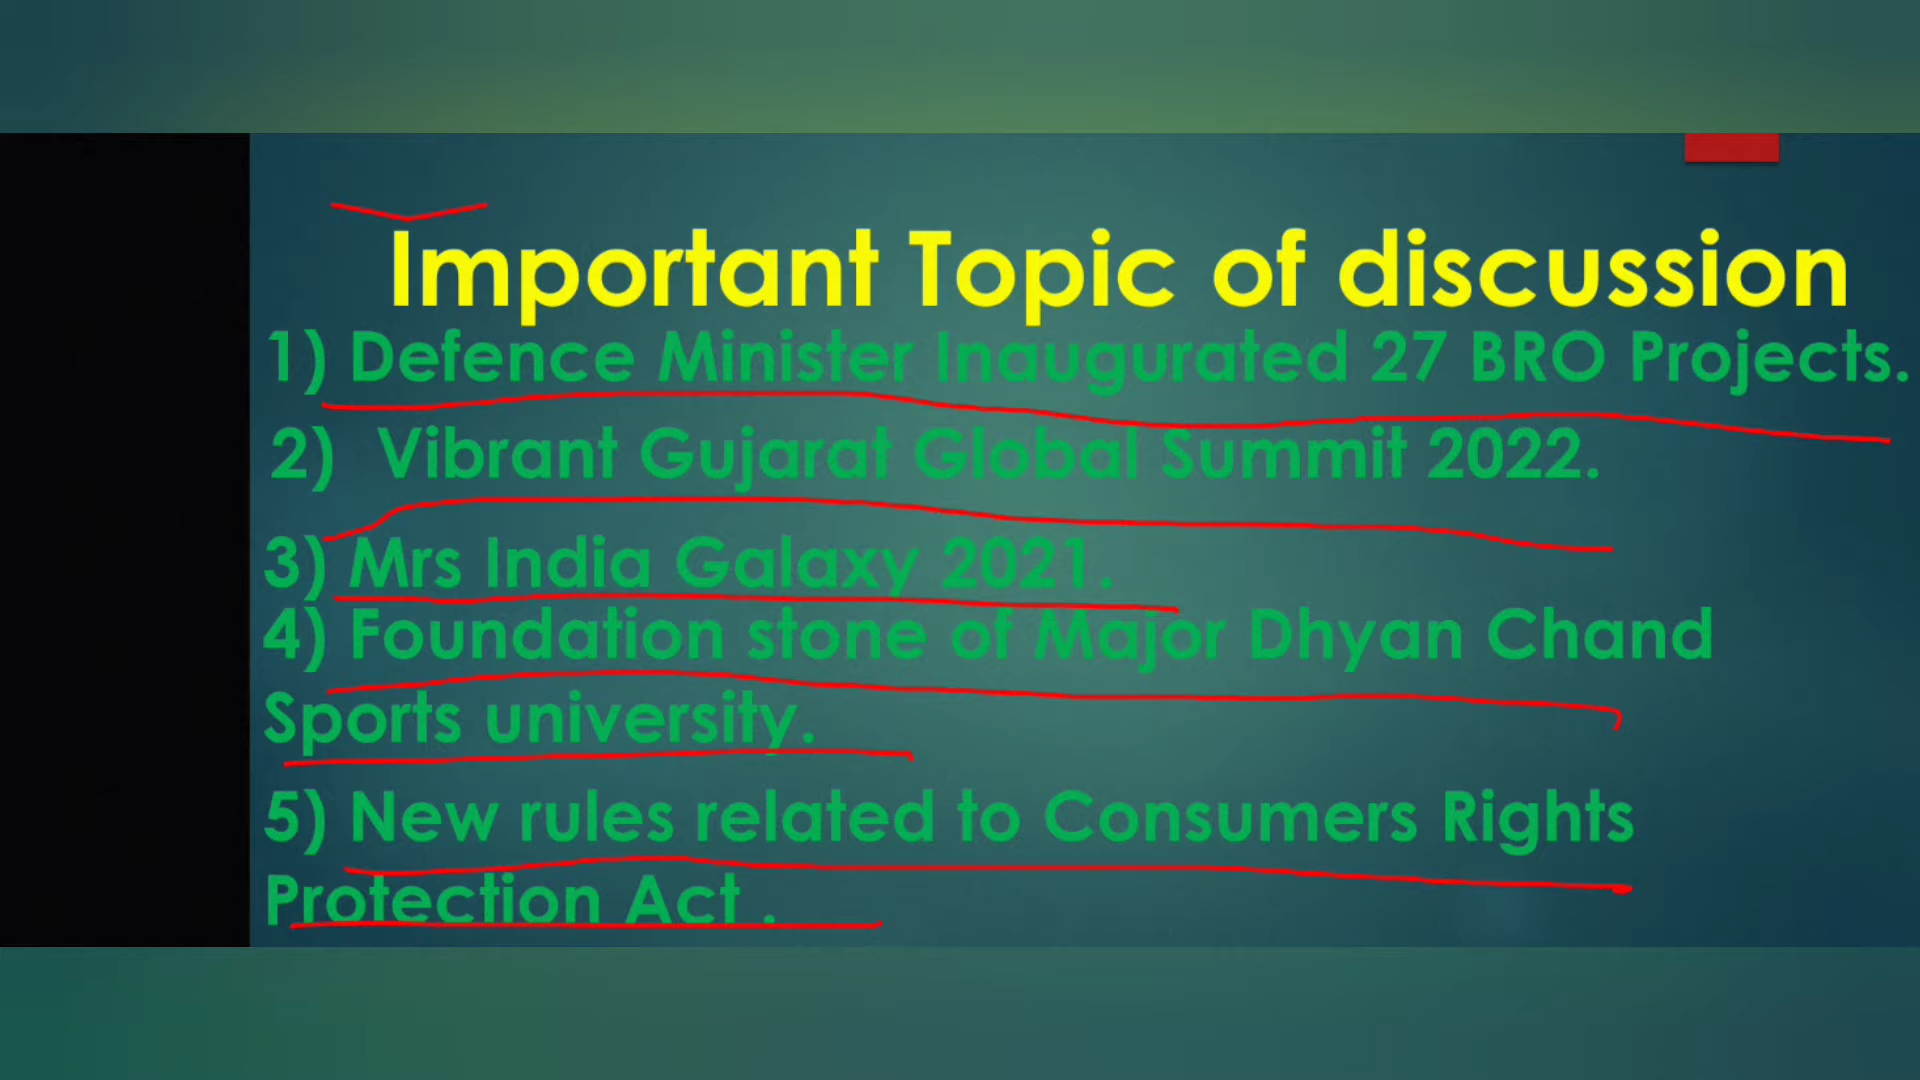 Important Topic of discussion
1) Defence Minister Inaugurated 27 BRO Projects.
2) Vibrant Gujarat Global Summit 2022.
3) Mrs India Galaxy 2021.
4) Foundation stone of Major Dhyan Chand
Sports university.
5) New rules related to Consumers Rights
Protection Act .